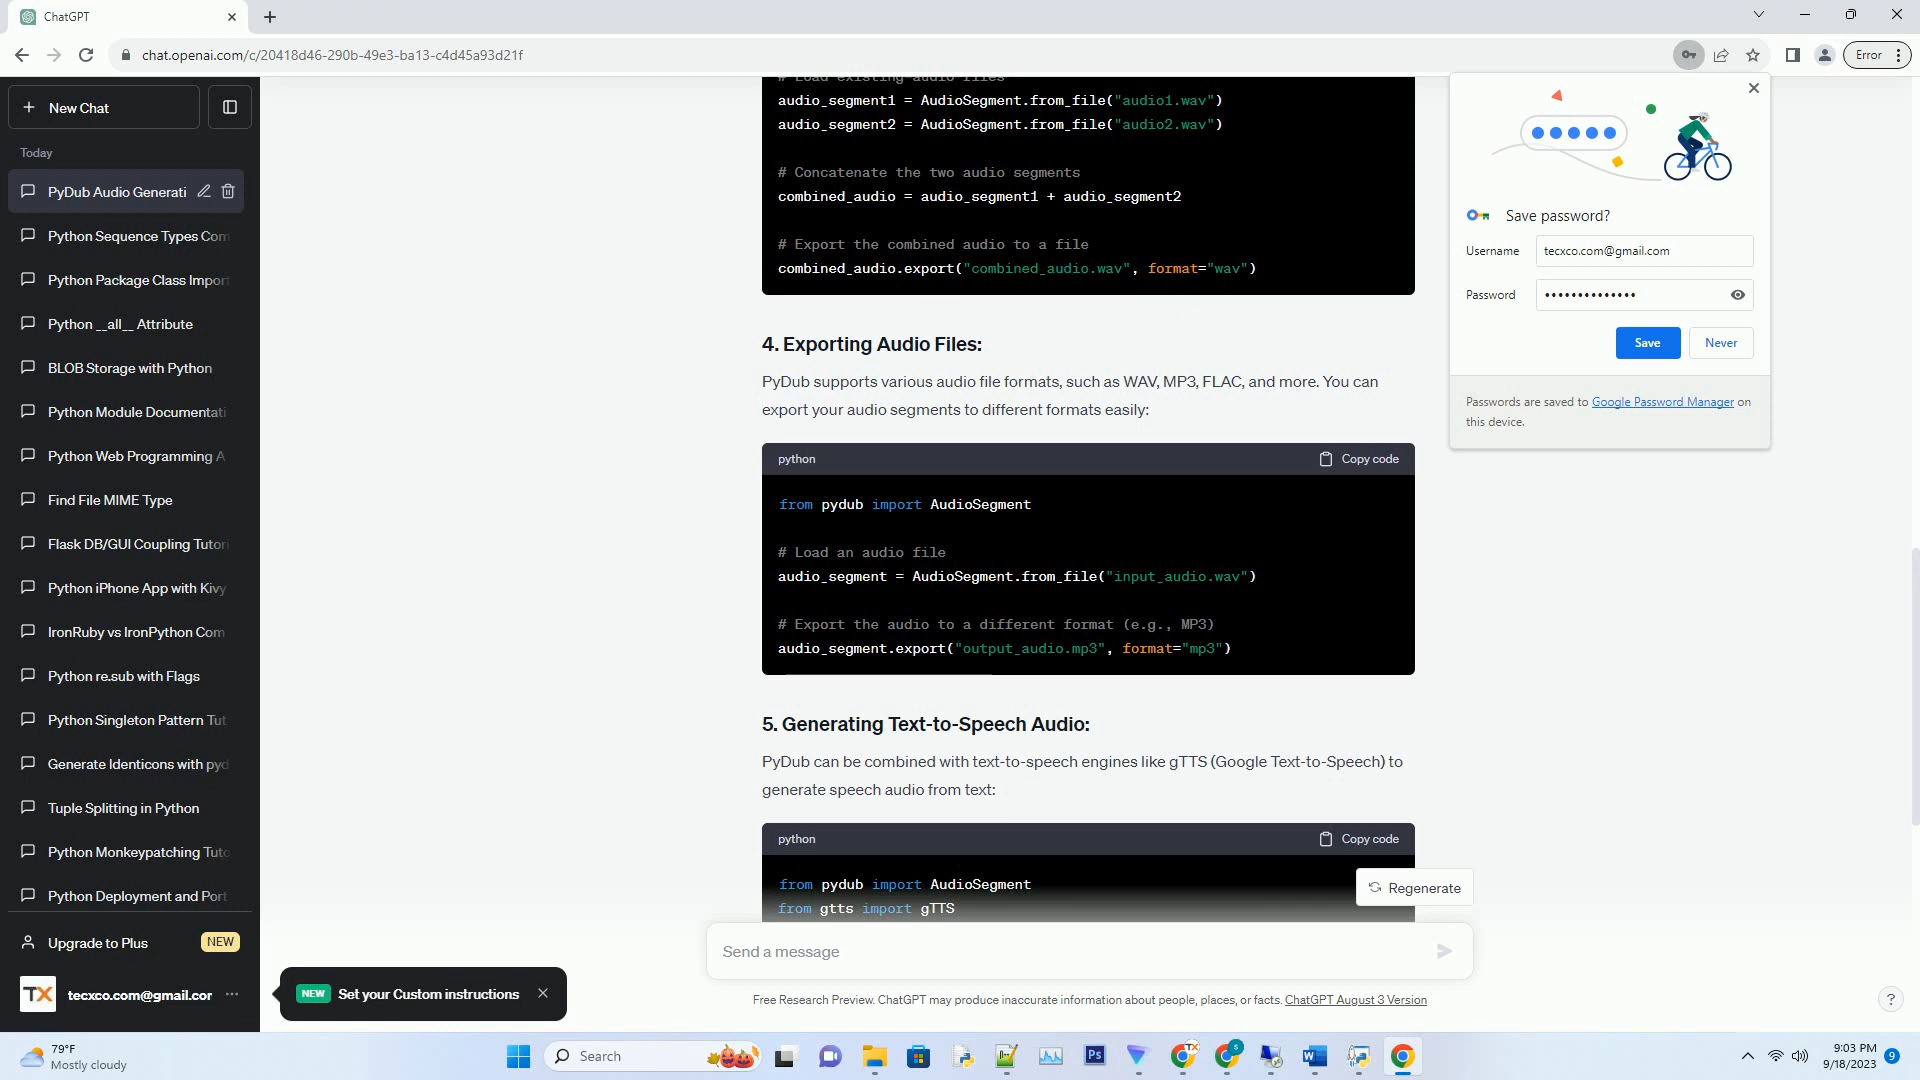 ChatGPT
chat.openai.com/c/20418d46-290b-49e3-ba13-c4d45a93d21f
Error
New Chat
Today
PyDub Audio Generati
Python Sequence Types Com
Python Package Class Import
Python __all__ Attribute
BLOB Storage with Python
Python Module Documentati
Python Web Programming A
Find File MIME Type
Flask DB/GUI Coupling Tutori
Python iPhone App with Kivy
IronRuby vs IronPython Com
Python re.sub with Flags
Python Singleton Pattern Tut
Generate Identicons with pyd
Tuple Splitting in Python
Python Monkeypatching Tuto
Python Deployment and Port
Upgrade to Plus
NEW
TX
tecxco.com@gmail.com
# Load existing audio files
audio_segment1 = AudioSegment.from_file("audio1.wav")
audio_segment2 = AudioSegment.from_file("audio2.wav")
# Concatenate the two audio segments
combined_audio = audio_segment1 + audio_segment2
# Export the combined audio to a file
combined_audio.export("combined_audio.wav", format="wav")
4. Exporting Audio Files:
PyDub supports various audio file formats, such as WAV, MP3, FLAC, and more. You can
export your audio segments to different formats easily:
python
Copy code
from pydub import AudioSegment
# Load an audio file
audio_segment = AudioSegment.from_file("input_audio.wav")
# Export the audio to a different format (e.g., MP3)
audio_segment.export("output_audio.mp3", format="mp3")
5. Generating Text-to-Speech Audio:
PyDub can be combined with text-to-speech engines like gTTS (Google Text-to-Speech) to
generate speech audio from text:
python
Copy code
from pydub import AudioSegment
from gtts import gTTS
Regenerate
Send a message
NEW Set your Custom instructions
Free Research Preview. ChatGPT may produce inaccurate information about people, places, or facts. ChatGPT August 3 Version
?
Save password?
Username
tecxco.com@gmail.com
Password
••••••••••••••
Save
Never
Passwords are saved to Google Password Manager on
this device.
79°F
Mostly cloudy
Search
Ps
TX
S
W
9:03 PM
9/18/2023
9